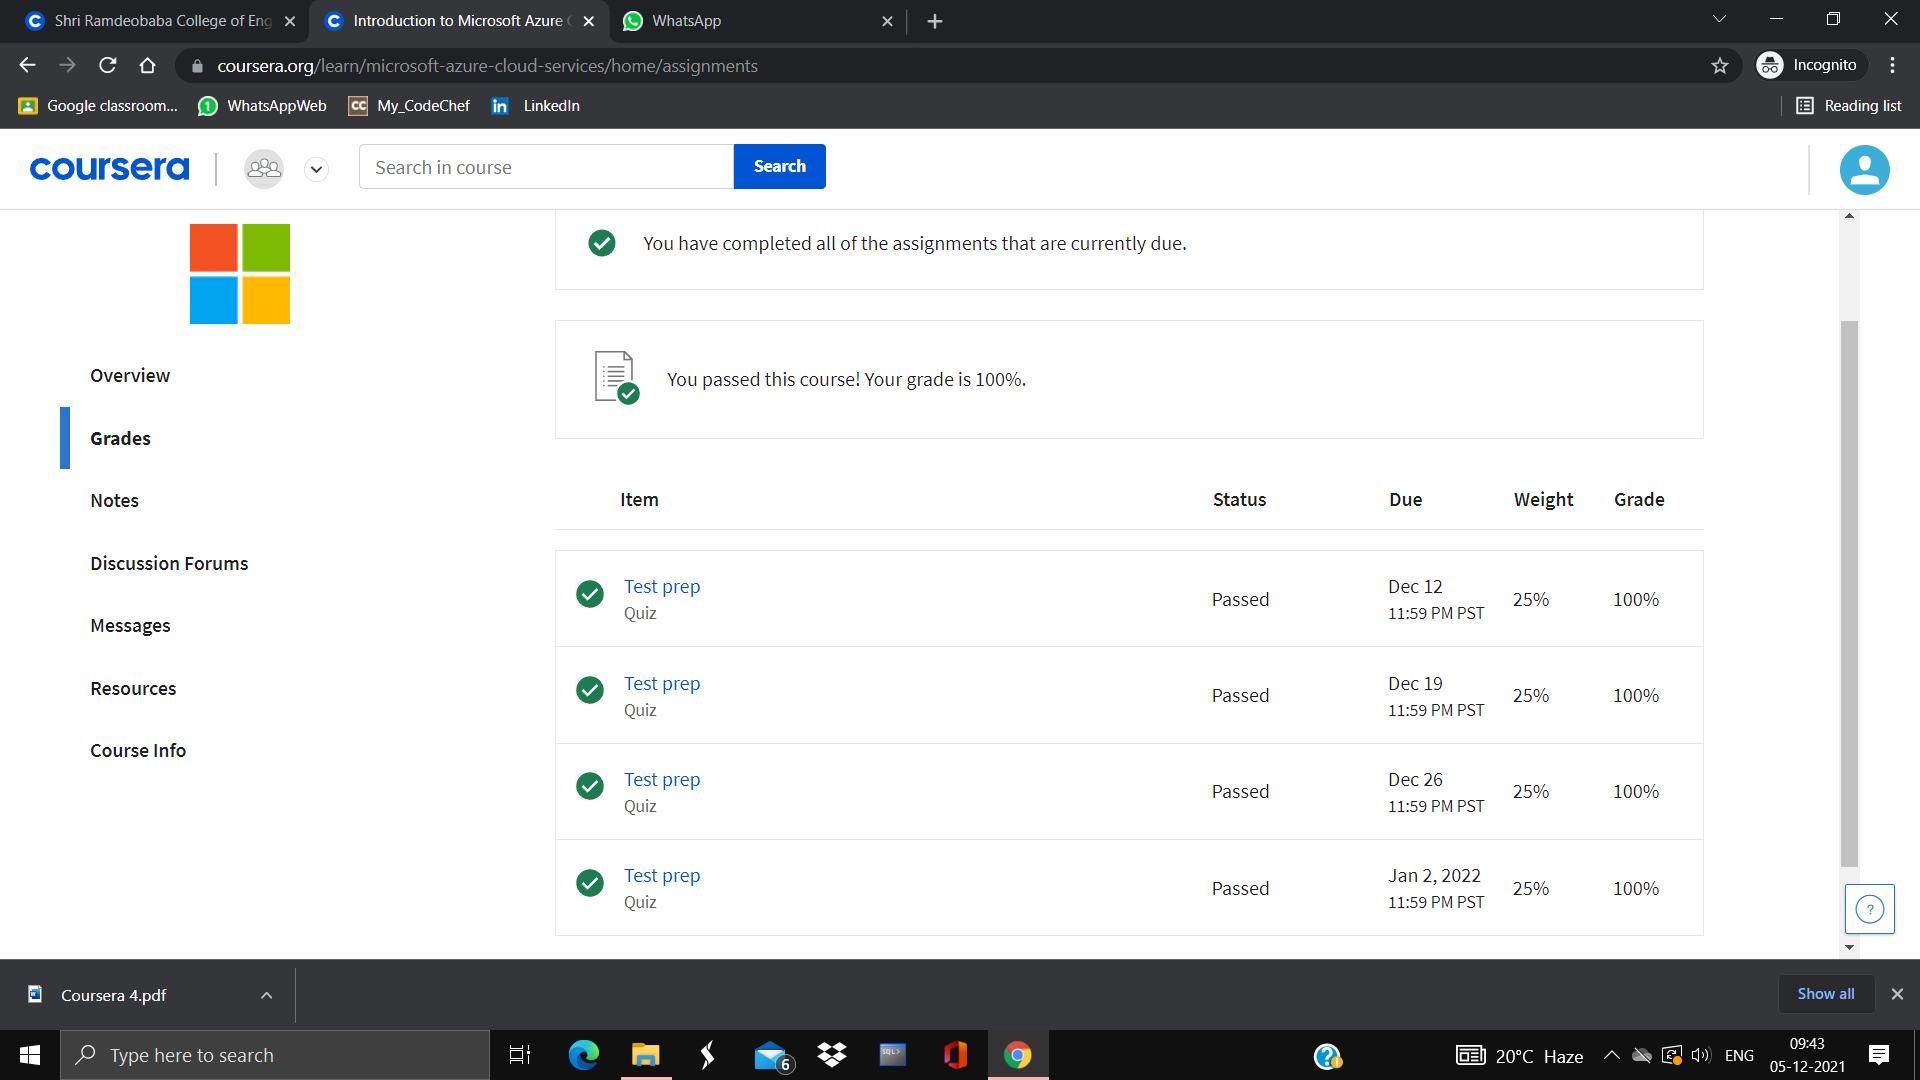 Shri Ramdeobaba College of Eng
Introduction to Microsoft Azure
WhatsApp
coursera.org/learn/microsoft-azure-cloud-services/home/assignments
Incognito
Google classroom...
WhatsAppWeb
CC My_CodeChef
in LinkedIn
Reading list
coursera
Search in course
Search
You have completed all of the assignments that are currently due.
Overview
You passed this course! Your grade is 100%.
Grades
Notes
Discussion Forums
Messages
Resources
Course Info
Item Status Due Weight Grade
Test prep
Quiz
Passed
Dec 12
11:59 PM PST
25%
100%
Test prep
Quiz
Passed
Dec 19
11:59 PM PST
25%
100%
Test prep
Quiz
Passed
Dec 26
11:59 PM PST
25%
100%
Test prep
Quiz
Passed
Jan 2, 2022
11:59 PM PST
25%
100%
?
Coursera 4.pdf
Show all
Type here to search
6
SQL>
20°C Haze
ENG
09:43
05-12-2021